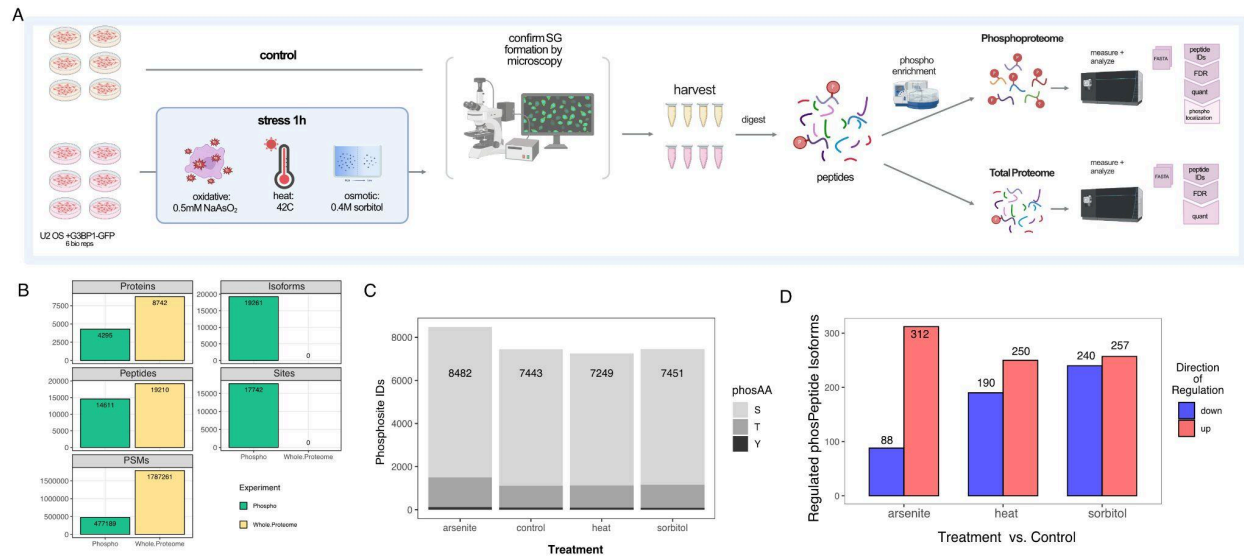 A
control
stress 1h
oxidative:
0.5mM NaAsO₂
heat:
42C
osmotic:
0.4M sorbitol
U2 OS +G3BP1-GFP
6 bio reps
confirm SG
formation by
microscopy
harvest
digest
peptides
phospho
enrichment
Phosphoproteome
measure +
analyze
FASTA
peptide
IDs
FDR
quant
phospho
localization
Total Proteome
measure +
analyze
FASTA
peptide
IDs
FDR
quant
B
Proteins
7500
5000
2500
0
4295
8742
Isoforms
20000
15000
10000
5000
0
19261
0
Peptides
20000
15000
10000
5000
0
14611
19210
Sites
15000
10000
5000
0
17742
0
Phospho Whole.Proteome
PSMs
1500000
1000000
500000
0
477189
1787261
Phospho Whole.Proteome
Experiment
Phospho
Whole.Proteome
C
Phosphosite IDs
8000
6000
4000
2000
0
8482 7443 7249 7451
arsenite control heat sorbitol
Treatment
phosAA
S
T
Y
D
Regulated phosPeptide Isoforms
300
200
100
0
88 312
190 250
240 257
arsenite heat sorbitol
Treatment vs. Control
Direction
of
Regulation
down
up